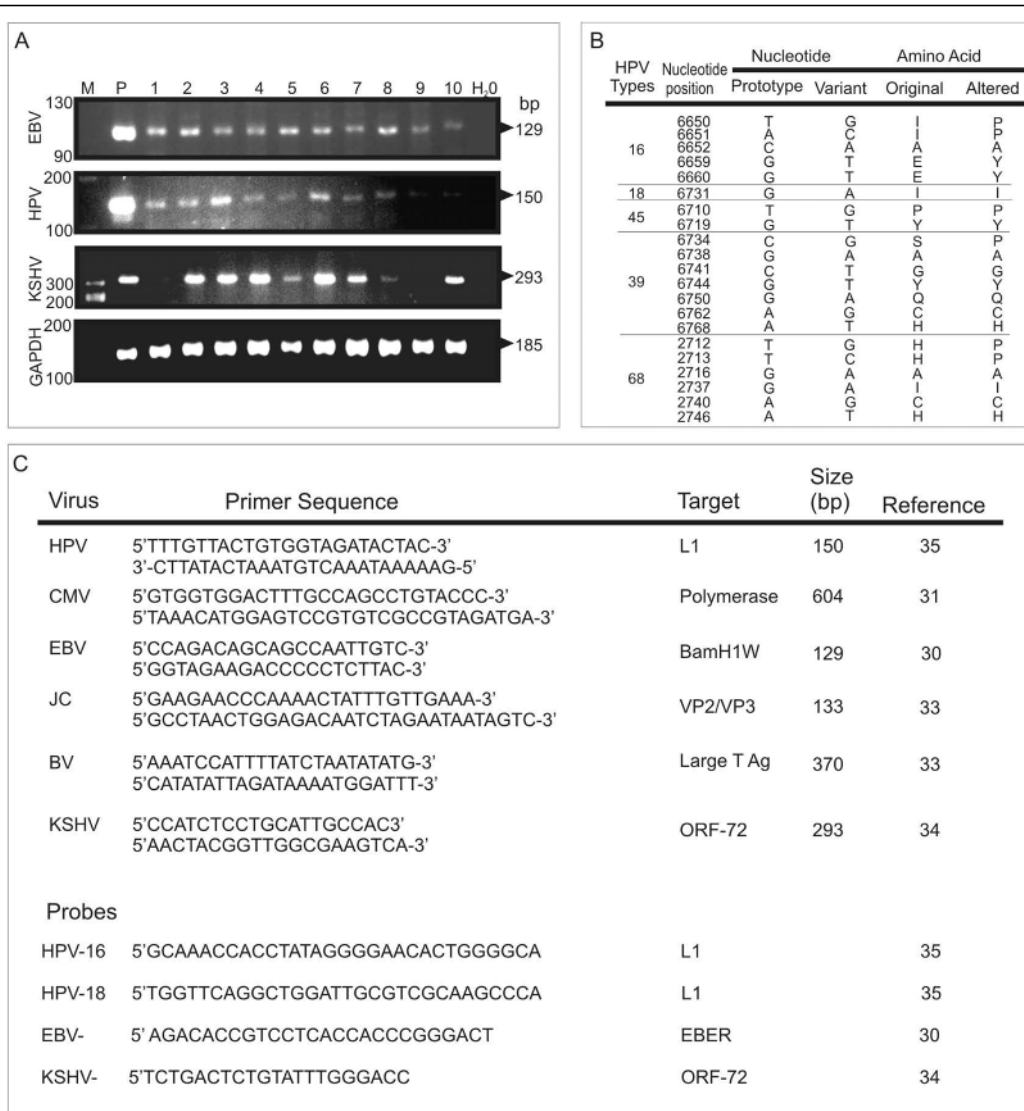 A
M P 1 2 3 4 5 6 7 8 9 10 H20
bp
130
EBV
129
90
200
HPV
150
100
KSHV
293
300
200
200
GAPDH
185
100
B
Nucleotide Amino Acid
HPV Types Nucleotide position Prototype Variant Original Altered
6650 T G I P
6651 A C I P
16 6652 C A A A
6659 G T E Y
6660 G T E Y
18 6731 G A I I
45 6710 T G P P
6719 G T Y Y
6734 C G S P
6738 G A A A
6741 C T G G
39 6744 G T Y Y
6750 G A Q Q
6762 A G C C
6768 A T H H
2712 T G H P
2713 T C H P
68 2716 G A A A
2737 G A I I
2740 A G C C
2746 A T H H
C
Virus Primer Sequence Target Size (bp) Reference
HPV 5'TTTGTTACTGTGGTAGATACTAC-3' L1 150 35
3'-CTTATACTAAATGTCAAATAAAAAG-5'
CMV 5'GTGGTGGACTTTGCCAGCCTGTACCC-3' Polymerase 604 31
5'TAAACATGGAGTCCGTGTCGCCGTAGATGA-3'
EBV 5'CCAGACAGCAGCCAATTGTC-3' BamH1W 129 30
5'GGTAGAAGACCCCCTCTTAC-3'
JC 5'GAAGAACCCAAAACTATTTGTTGAAA-3' VP2/VP3 133 33
5'GCCTAACTGGAGACAATCTAGAATAATAGTC-3'
BV 5'AAATCCATTTTATCTAATATATG-3' Large T Ag 370 33
5'CATATATTAGATAAAATGGATTT-3'
KSHV 5'CCATCTCCTGCATTGCCAC3' ORF-72 293 34
5'AACTACGGTTGGCGAAGTCA-3'
Probes
HPV-16 5'GCAAACCACCTATAGGGGAACACTGGGGCA L1 35
HPV-18 5'TGGTTCAGGCTGGATTGCGTCGCAAGCCCA L1 35
EBV- 5' AGACACCGTCCTCACCACCCGGGACT EBER 30
KSHV- 5'TCTGACTCTGTATTTGGGACC ORF-72 34